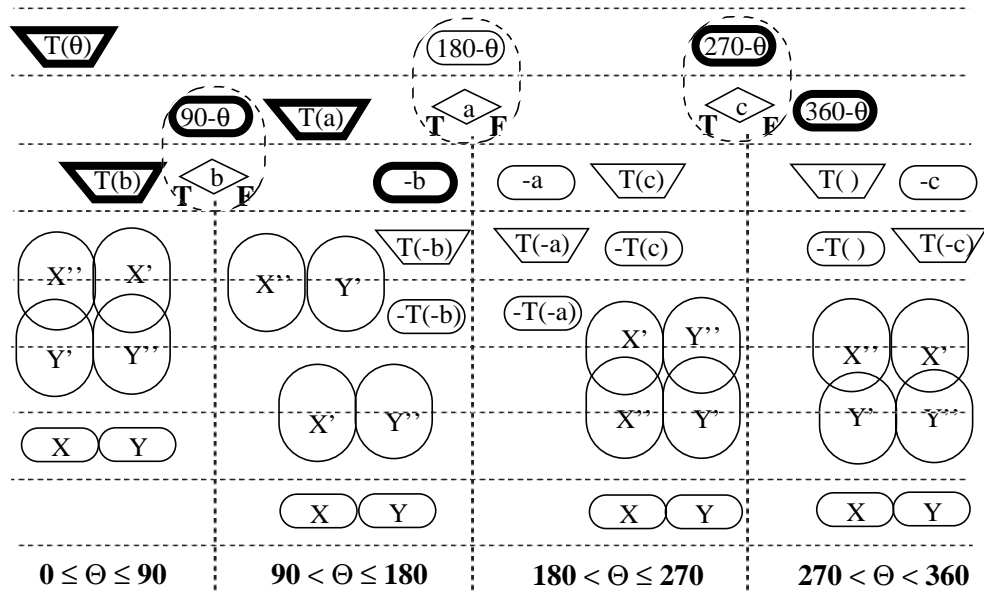 T(θ) 180-θ 270-θ
90-θ T(a) a c 360-θ
T F T F
T(b) b -b -a T(c) T( ) -c
T F
T(-b) T(-a) -T(c) -T( ) T(-c)
X'' X' X'' Y'
-T(-b) -T(-a)
Y' Y'' X' Y'' X'' X'
X' Y'' X'' Y' Y' Y''
X Y
X Y X Y X Y
0 ≤ Θ ≤ 90 90 < Θ ≤ 180 180 < Θ ≤ 270 270 < Θ < 360